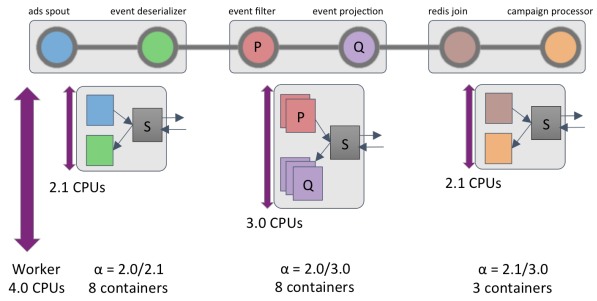 ads spout
event deserializer
event filter
event projection
redis join
campaign processor
P
Q
P
S
S
S
Q
2.1 CPUs
3.0 CPUs
2.1 CPUs
Worker
4.0 CPUs
α = 2.0/2.1
8 containers
α = 2.0/3.0
8 containers
α = 2.1/3.0
3 containers